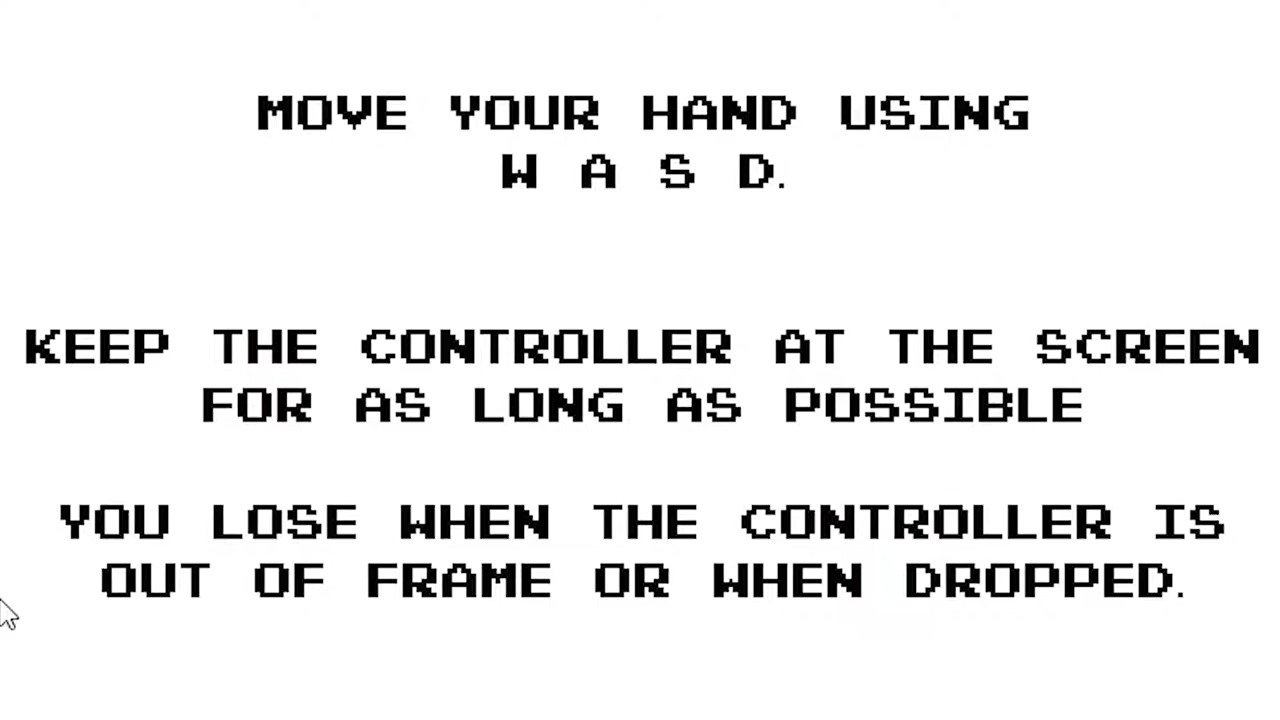 MOVE YOUR HAND USING
W A S D.
KEEP THE CONTROLLER AT THE SCREEN
FOR AS LONG AS POSSIBLE
YOU LOSE WHEN THE CONTROLLER IS
OUT OF FRAME OR WHEN DROPPED.